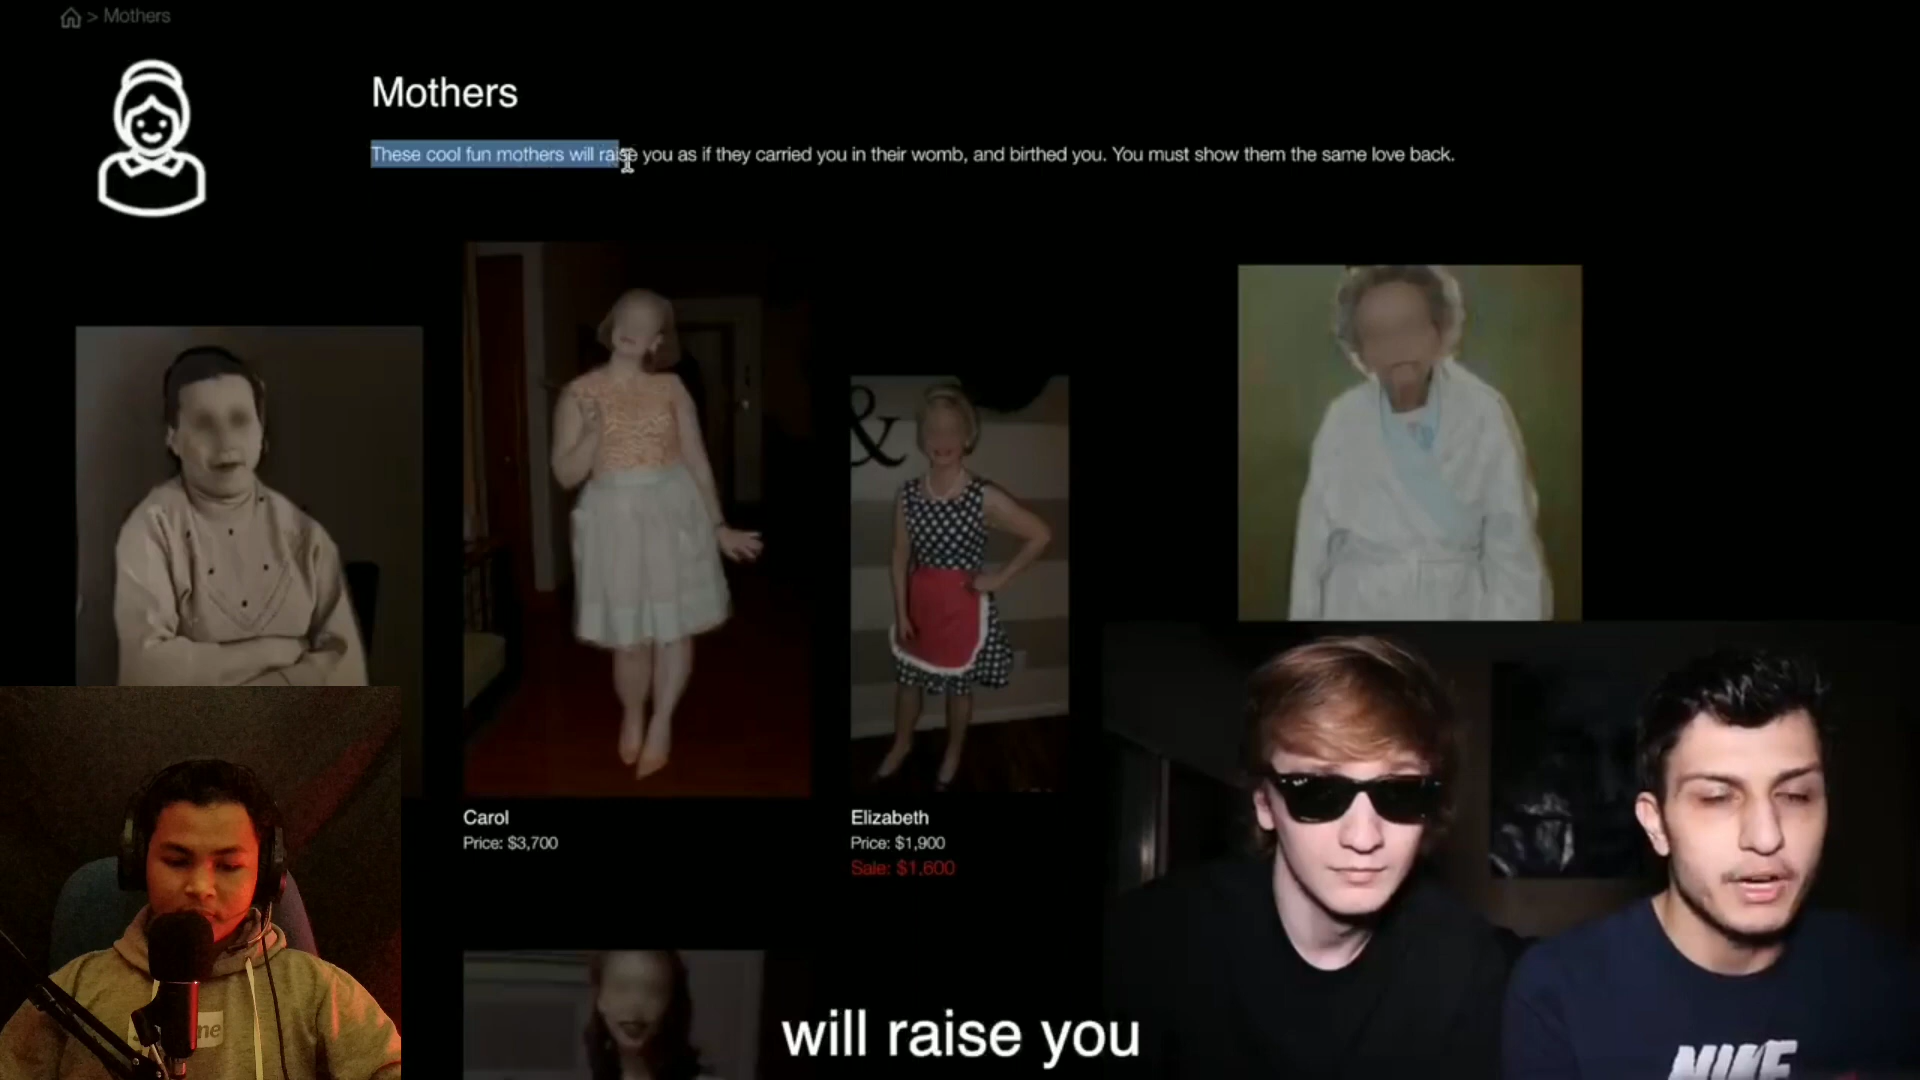 > Mothers
Mothers
These cool fun mothers will raise you as if they carried you in their womb, and birthed you. You must show them the same love back.
&
Carol
Price: $3,700
Elizabeth
Price: $1,900
Sale: $1,600
will raise you
NIKE